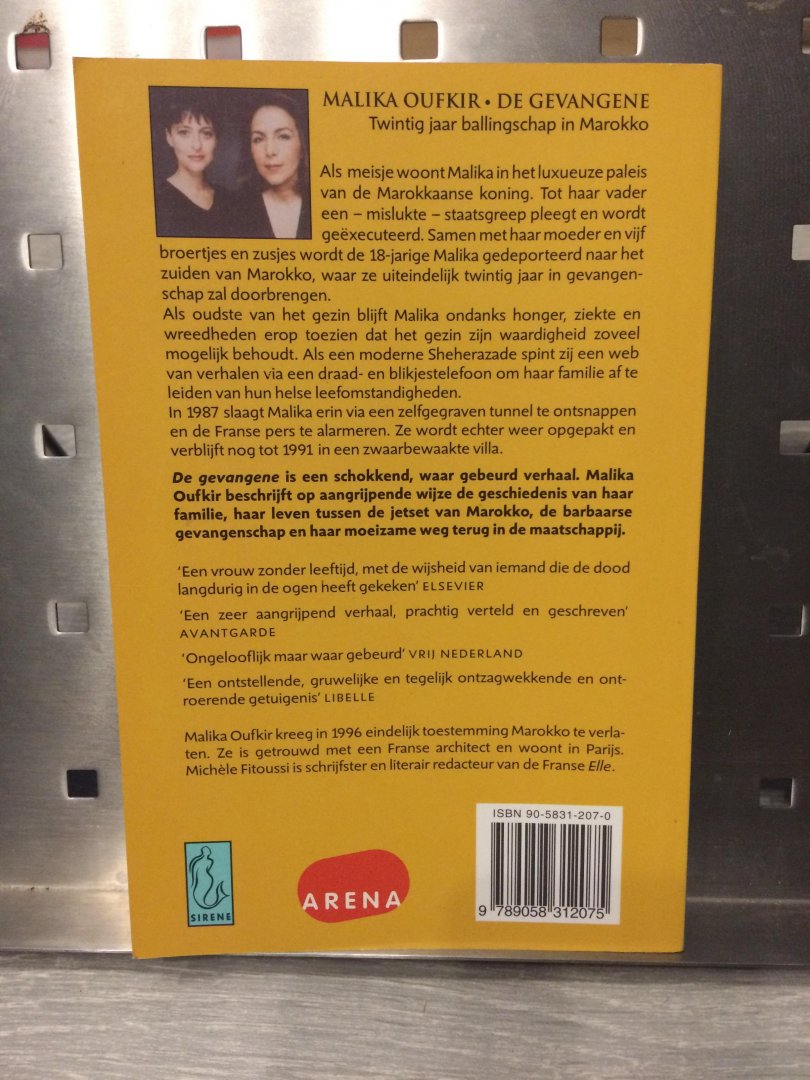 MALIKA OUFKIR • DE GEVANGENE
Twintig jaar ballingschap in Marokko
Als meisje woont Malika in het luxueuze paleis
van de Marokkaanse koning. Tot haar vader
een – mislukte – staatsgreep pleegt en wordt
geëxecuteerd. Samen met haar moeder en vijf
broertjes en zusjes wordt de 18-jarige Malika gedeporteerd naar het
zuiden van Marokko, waar ze uiteindelijk twintig jaar in gevangen-
schap zal doorbrengen.
Als oudste van het gezin blijft Malika ondanks honger, ziekte en
wreedheden erop toezien dat het gezin zijn waardigheid zoveel
mogelijk behoudt. Als een moderne Sheherazade spint zij een web
van verhalen via een draad- en blikjestelefoon om haar familie af te
leiden van hun helse leefomstandigheden.
In 1987 slaagt Malika erin via een zelfgegraven tunnel te ontsnappen
en de Franse pers te alarmeren. Ze wordt echter weer opgepakt en
verblijft nog tot 1991 in een zwaarbewaakte villa.
De gevangene is een schokkend, waar gebeurd verhaal. Malika
Oufkir beschrijft op aangrijpende wijze de geschiedenis van haar
familie, haar leven tussen de jetset van Marokko, de barbaarse
gevangenschap en haar moeizame weg terug in de maatschappij.
‘Een vrouw zonder leeftijd, met de wijsheid van iemand die de dood
langdurig in de ogen heeft gekeken’ ELSEVIER
‘Een zeer aangrijpend verhaal, prachtig verteld en geschreven’
AVANTGARDE
‘Ongelooflijk maar waar gebeurd’ VRIJ NEDERLAND
‘Een ontstellende, gruwelijke en tegelijk ontzagwekkende en ont-
roerende getuigenis’ LIBELLE
Malika Oufkir kreeg in 1996 eindelijk toestemming Marokko te verla-
ten. Ze is getrouwd met een Franse architect en woont in Parijs.
Michèle Fitoussi is schrijfster en literair redacteur van de Franse Elle.
SIRENE
ARENA
ISBN 90-5831-207-0
9 789058 312075